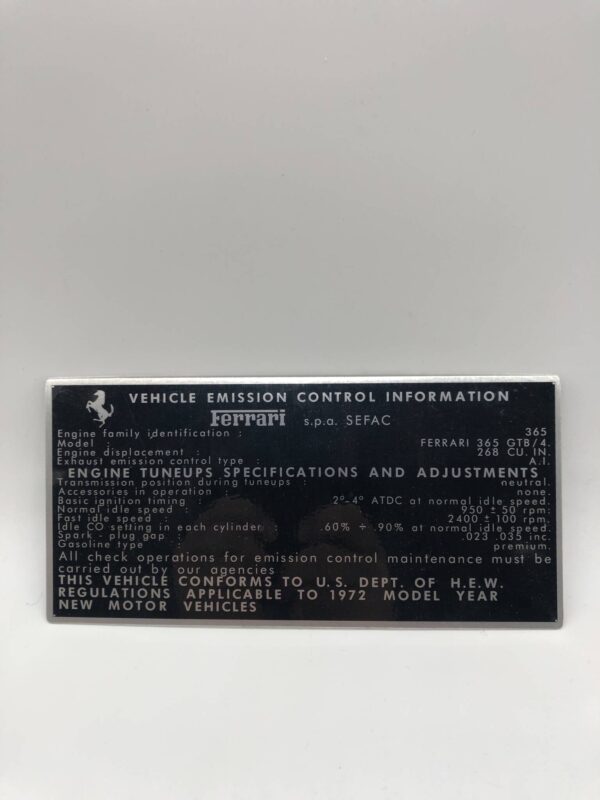 VEHICLE EMISSION CONTROL INFORMATION
Ferrari s.p.a. SEFAC
Engine family identification : 365
Model : FERRARI 365 GTB/4.
Engine displacement : 268 CU. IN.
Exhaust emission control type : A.I.
ENGINE TUNEUPS SPECIFICATIONS AND ADJUSTMENTS
Transmission position during tuneups : neutral.
Accessories in operation : none.
Basic ignition timing : 2°-4° ATDC at normal idle speed.
Normal idle speed : 950 ± 50 rpm.
Fast idle speed : 2400 ± 100 rpm.
Idle CO setting in each cylinder : .60% ÷ .90% at normal idle speed.
Spark - plug gap : .023 .035 inc.
Gasoline type : premium.
All check operations for emission control maintenance must be
carried out by our agencies
THIS VEHICLE CONFORMS TO U.S. DEPT. OF H.E.W.
REGULATIONS APPLICABLE TO 1972 MODEL YEAR
NEW MOTOR VEHICLES